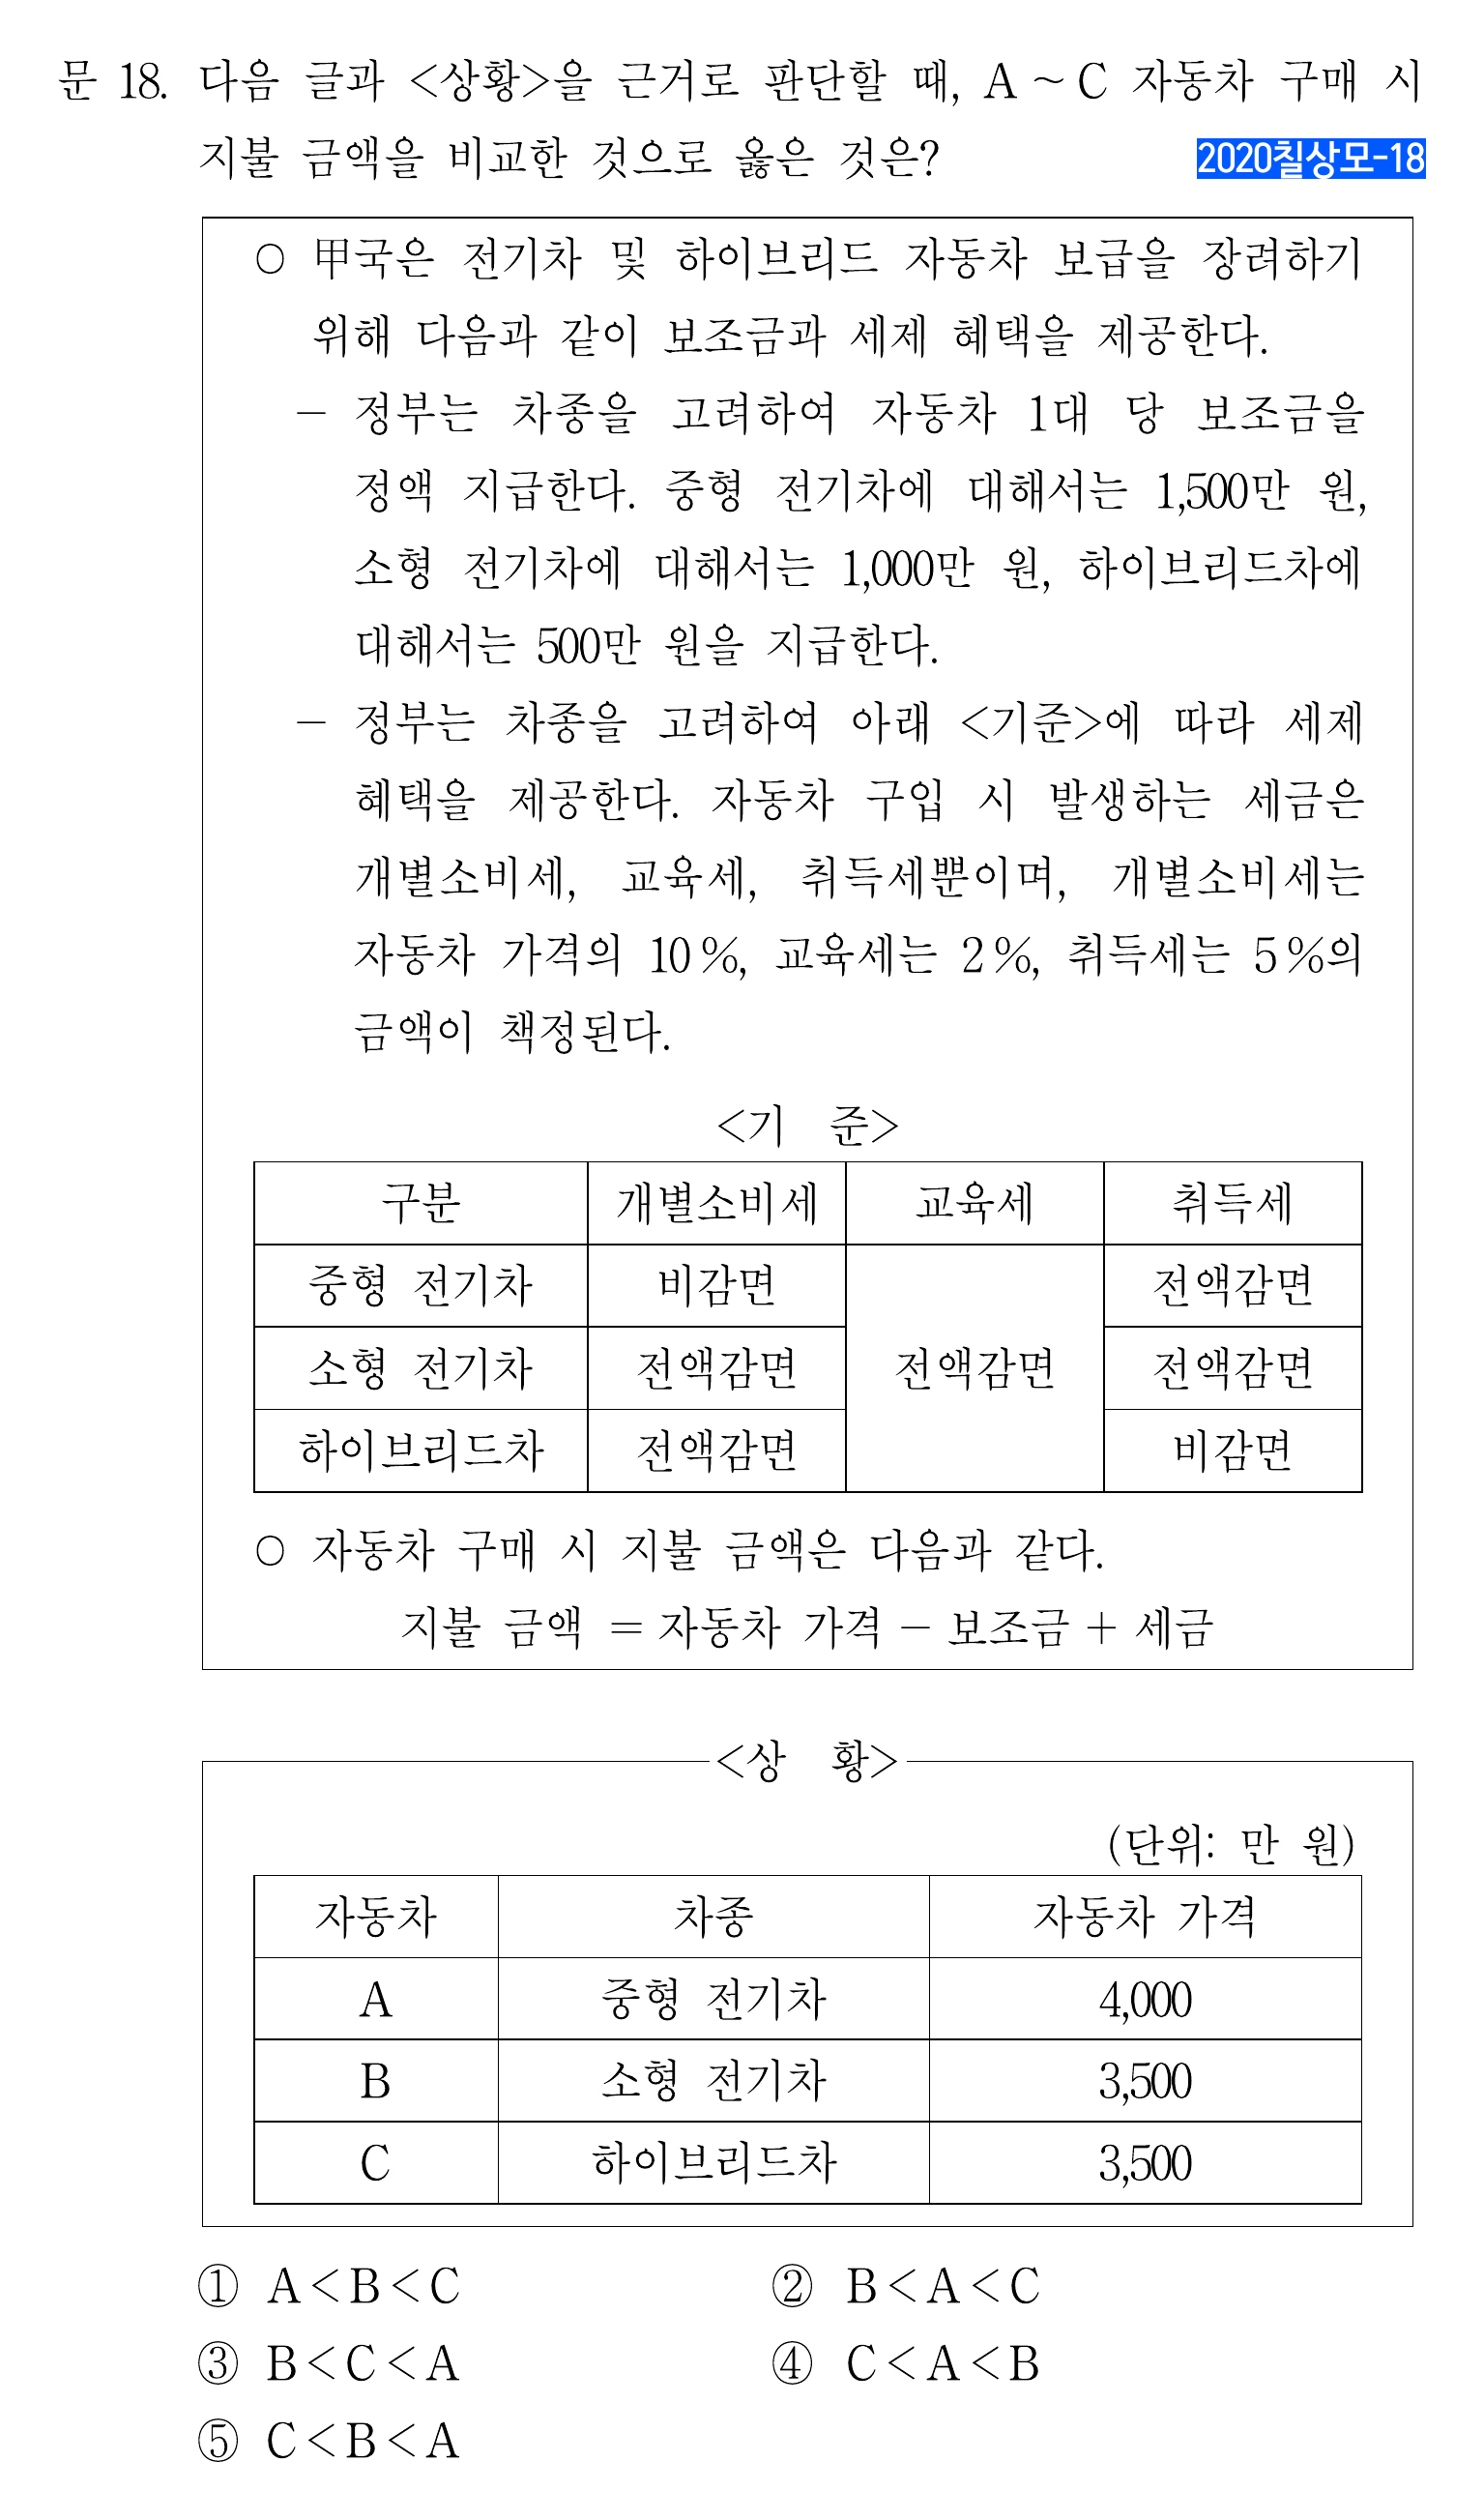 문 18. 다음 글과 <상황>을 근거로 판단할 때, A ~ C 자동차 구매 시
지불 금액을 비교한 것으로 옳은 것은?
2020칠상모-18
○ 甲국은 전기차 및 하이브리드 자동차 보급을 장려하기
위해 다음과 같이 보조금과 세제 혜택을 제공한다.
- 정부는 차종을 고려하여 자동차 1대 당 보조금을
정액 지급한다. 중형 전기차에 대해서는 1,500만 원,
소형 전기차에 대해서는 1,000만 원, 하이브리드차에
대해서는 500만 원을 지급한다.
- 정부는 차종을 고려하여 아래 <기준>에 따라 세제
혜택을 제공한다. 자동차 구입 시 발생하는 세금은
개별소비세, 교육세, 취득세뿐이며, 개별소비세는
자동차 가격의 10 %, 교육세는 2 %, 취득세는 5 %의
금액이 책정된다.
<기 준>
구분 개별소비세 교육세 취득세
중형 전기차 비감면 전액감면
소형 전기차 전액감면 전액감면 전액감면
하이브리드차 전액감면 비감면
○ 자동차 구매 시 지불 금액은 다음과 같다.
지불 금액 = 자동차 가격 - 보조금 + 세금
<상 황>
(단위: 만 원)
자동차 차종 자동차 가격
A 중형 전기차 4,000
B 소형 전기차 3,500
C 하이브리드차 3,500
① A < B < C
② B < A < C
③ B < C < A
④ C < A < B
⑤ C < B < A